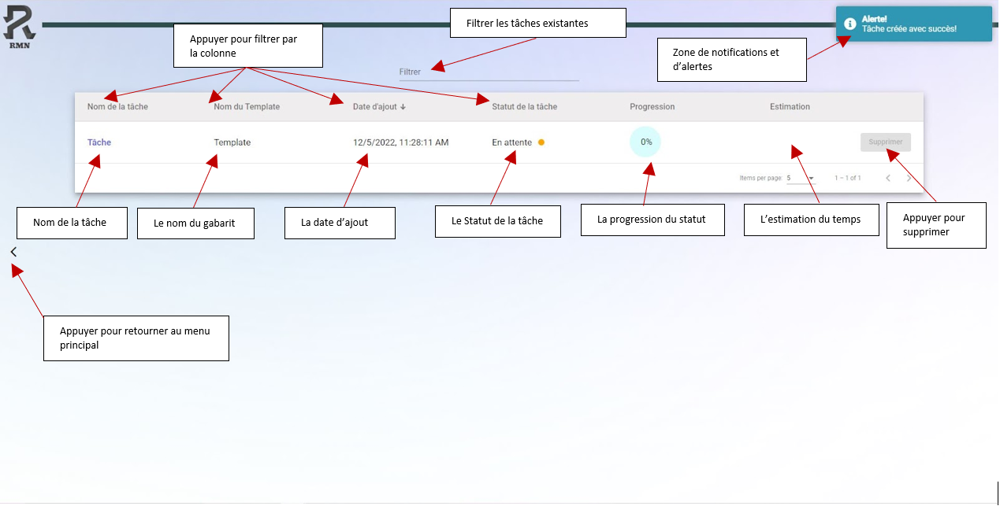 RMN
Filtrer les tâches existantes
Alerte!
Tâche créée avec succès!
Appuyer pour filtrer par
la colonne
Zone de notifications et
d’alertes
Filtrer
Nom de la tâche Nom du Template Date d'ajout ↓ Statut de la tâche Progression Estimation
Tâche Template 12/5/2022, 11:28:11 AM En attente 0% Supprimer
Items per page: 5 1 – 1 of 1
Nom de la tâche
Le nom du gabarit
La date d’ajout
Le Statut de la tâche
La progression du statut
L’estimation du temps
Appuyer pour
supprimer
Appuyer pour retourner au menu
principal